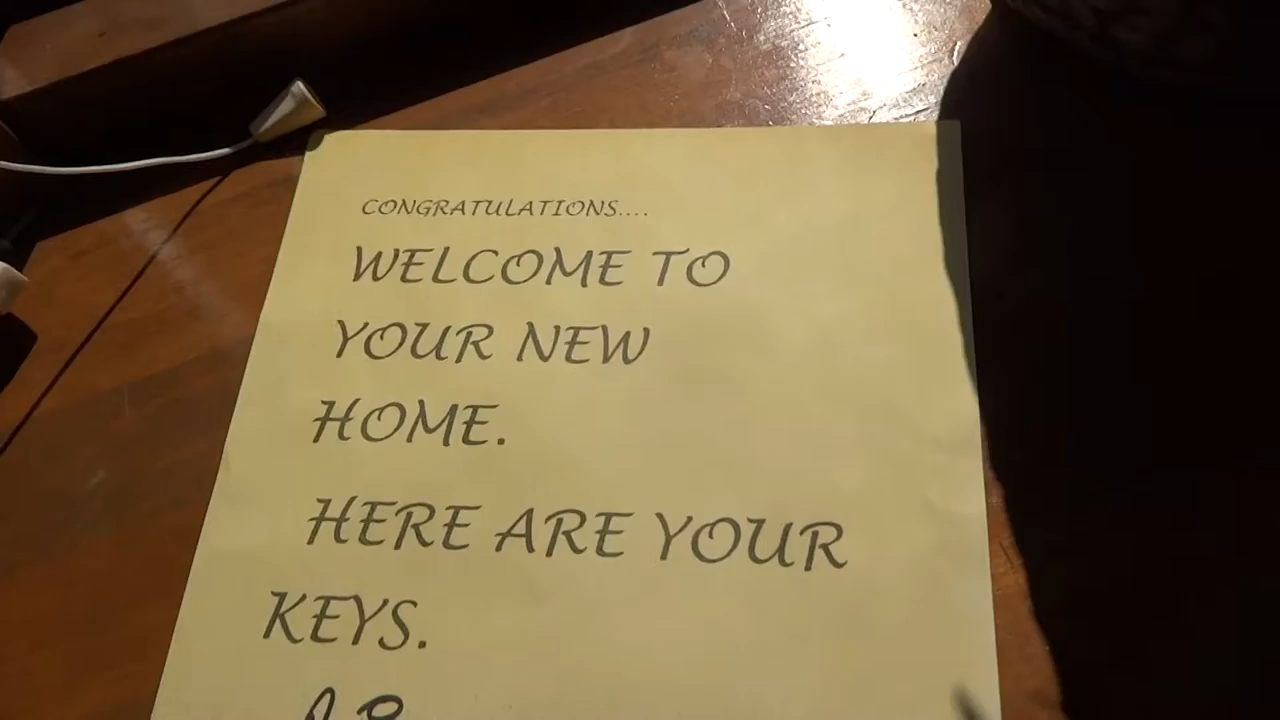 CONGRATULATIONS....
WELCOME TO
YOUR NEW
HOME.
HERE ARE YOUR
KEYS.